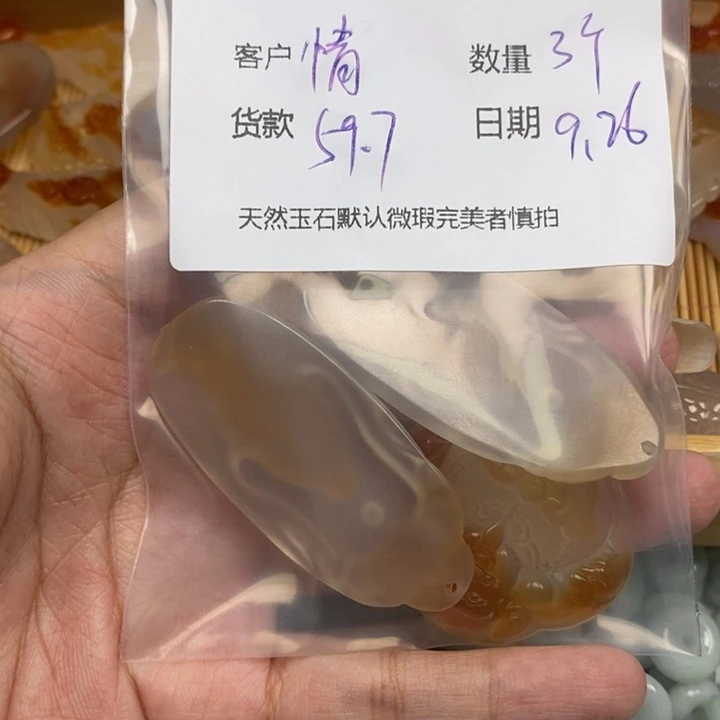 客户 情 数量 3个
货款 59.7 日期 9.26
天然玉石默认微瑕完美者慎拍